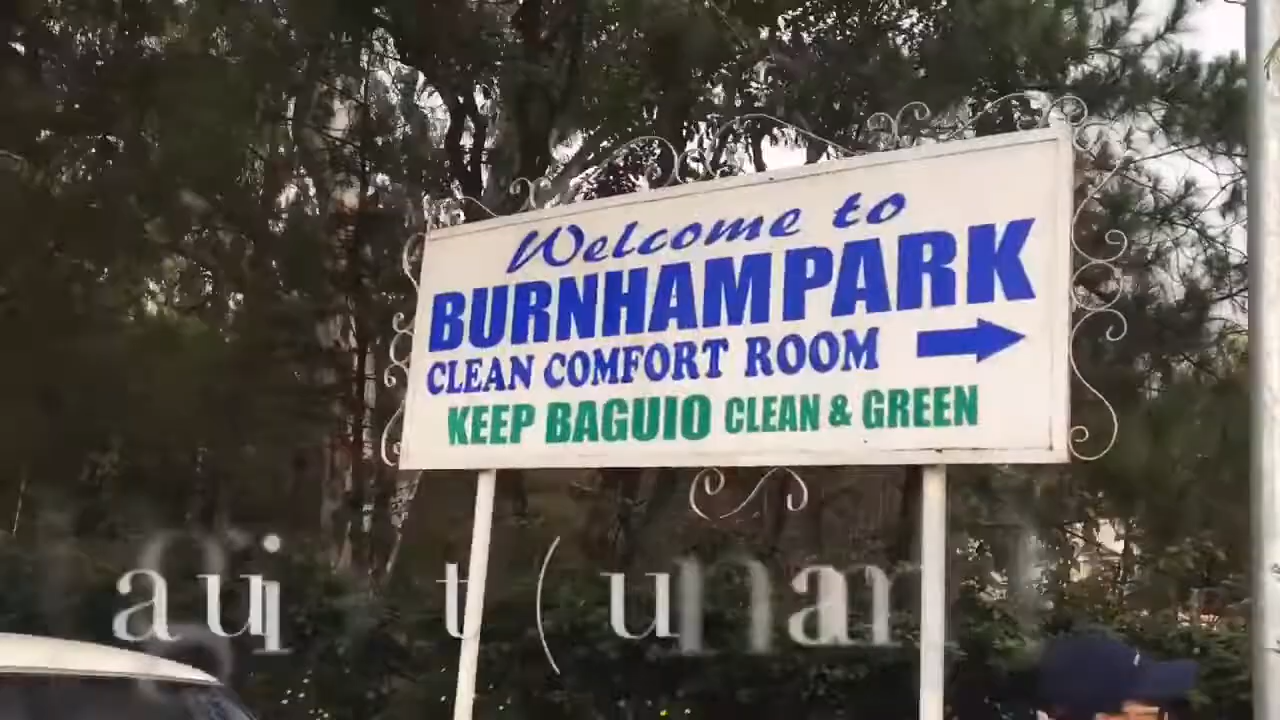 Welcome to
BURNHAM PARK
CLEAN COMFORT ROOM
KEEP BAGUIO CLEAN & GREEN